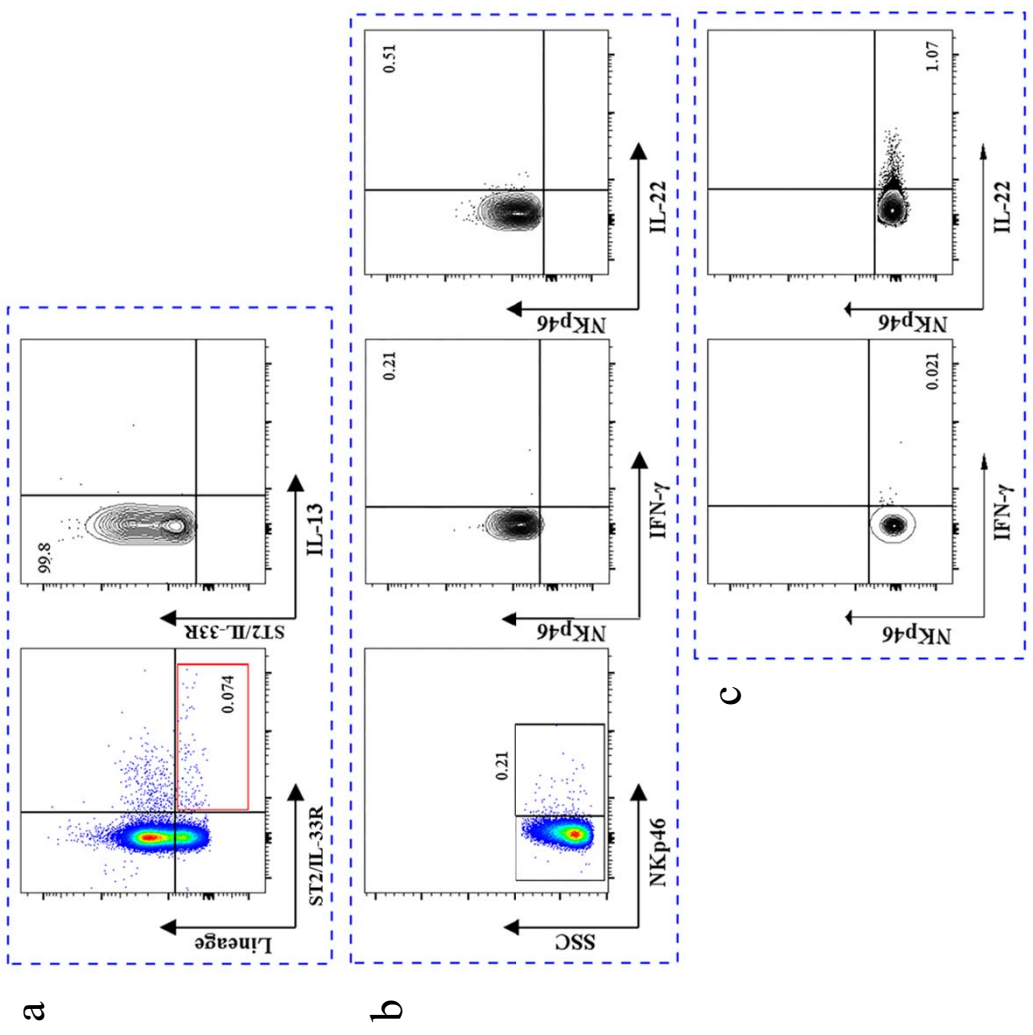 a
Lineage
0.074
ST2/IL-33R
ST2/IL-33R
99.8
IL-13
b
SSC
0.21
NKp46
NKp46
0.21
IFN-γ
NKp46
0.51
IL-22
c
NKp46
0.021
IFN-γ
NKp46
1.07
IL-22